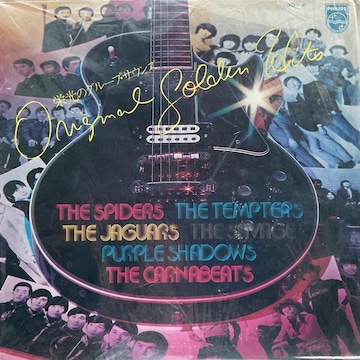 PHILIPS
栄光のグループサウンズ
Original Golden Hits
THE SPIDERS THE TEMPTERS
THE JAGUARS THE SAVAGE
PURPLE SHADOWS
THE CARNABEATS